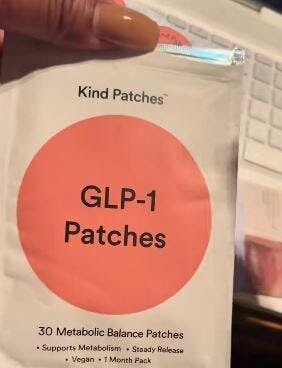 Kind Patches™
GLP-1
Patches
30 Metabolic Balance Patches
• Supports Metabolism • Steady Release
• Vegan • 1 Month Pack